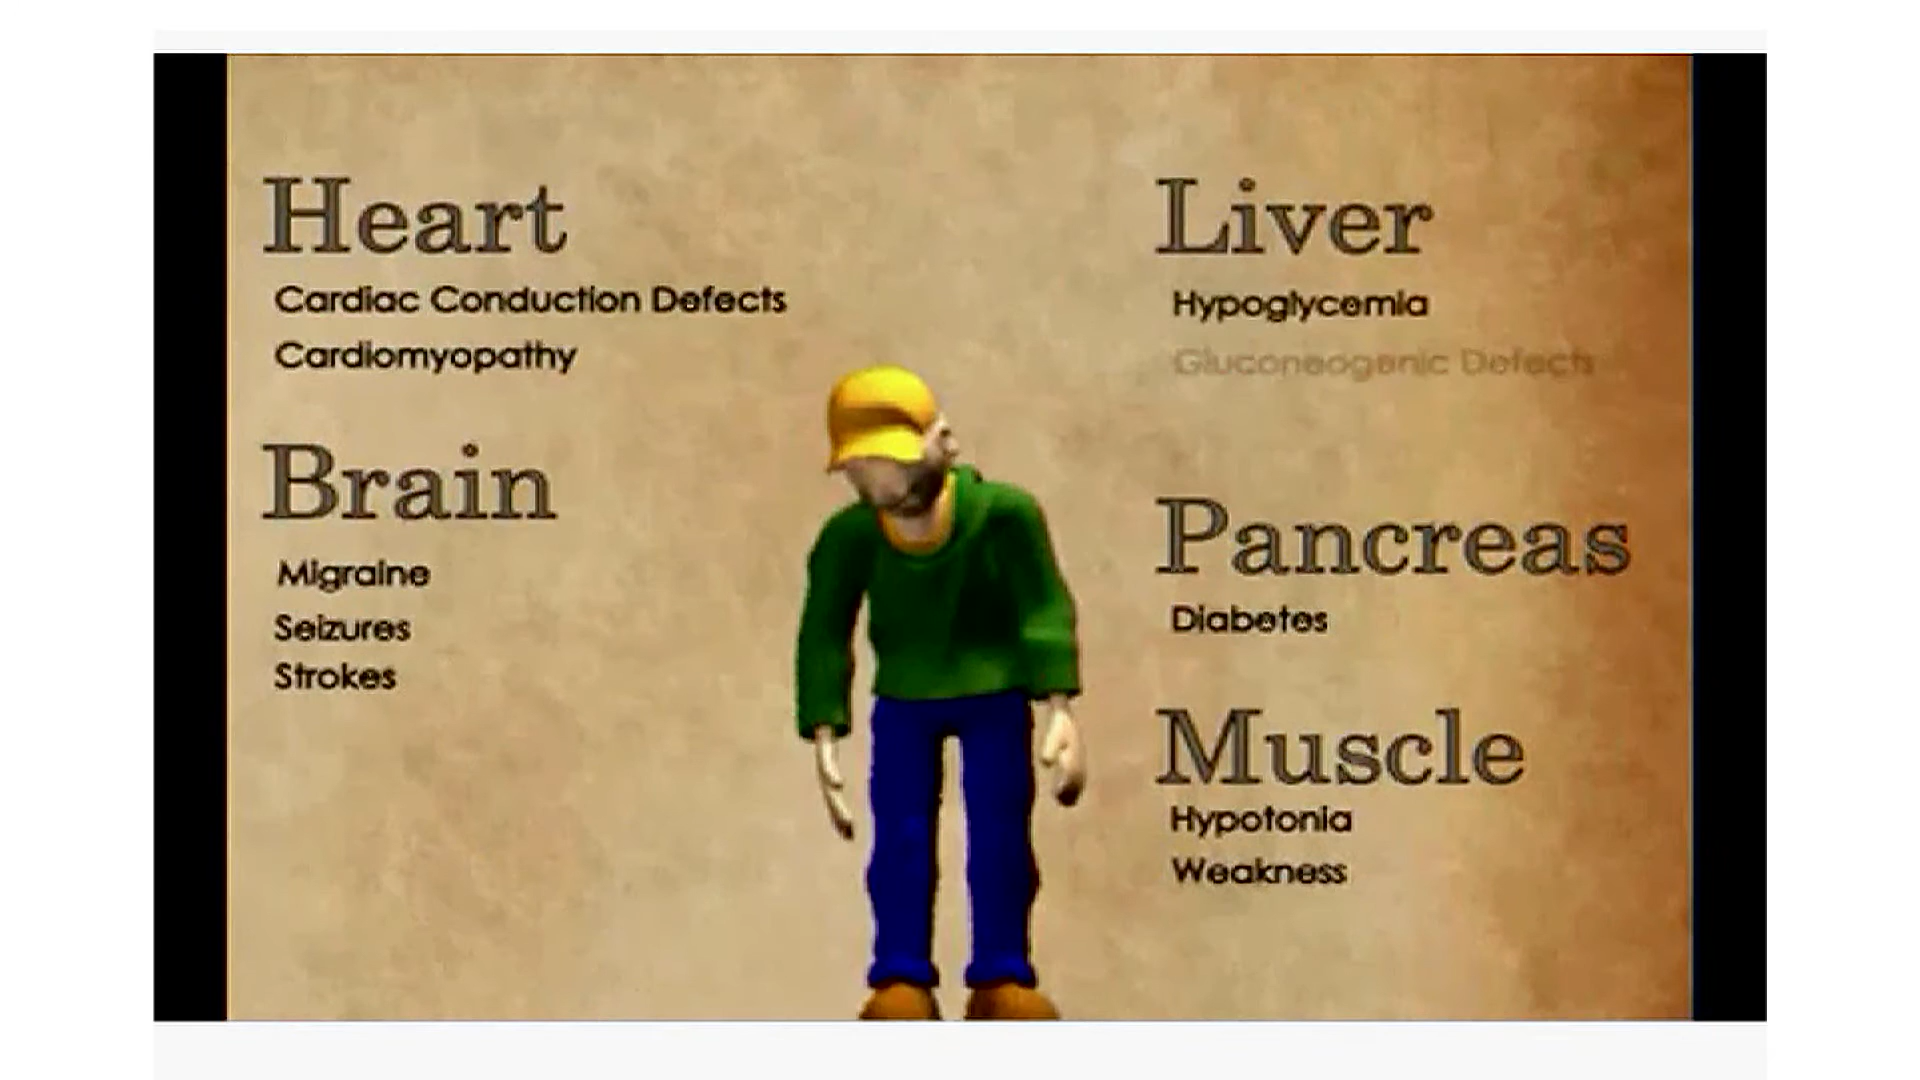 Heart
Cardiac Conduction Defects
Cardiomyopathy
Brain
Migraine
Seizures
Strokes
Liver
Hypoglycemia
Gluconeogenic Defects
Pancreas
Diabetes
Muscle
Hypotonia
Weakness